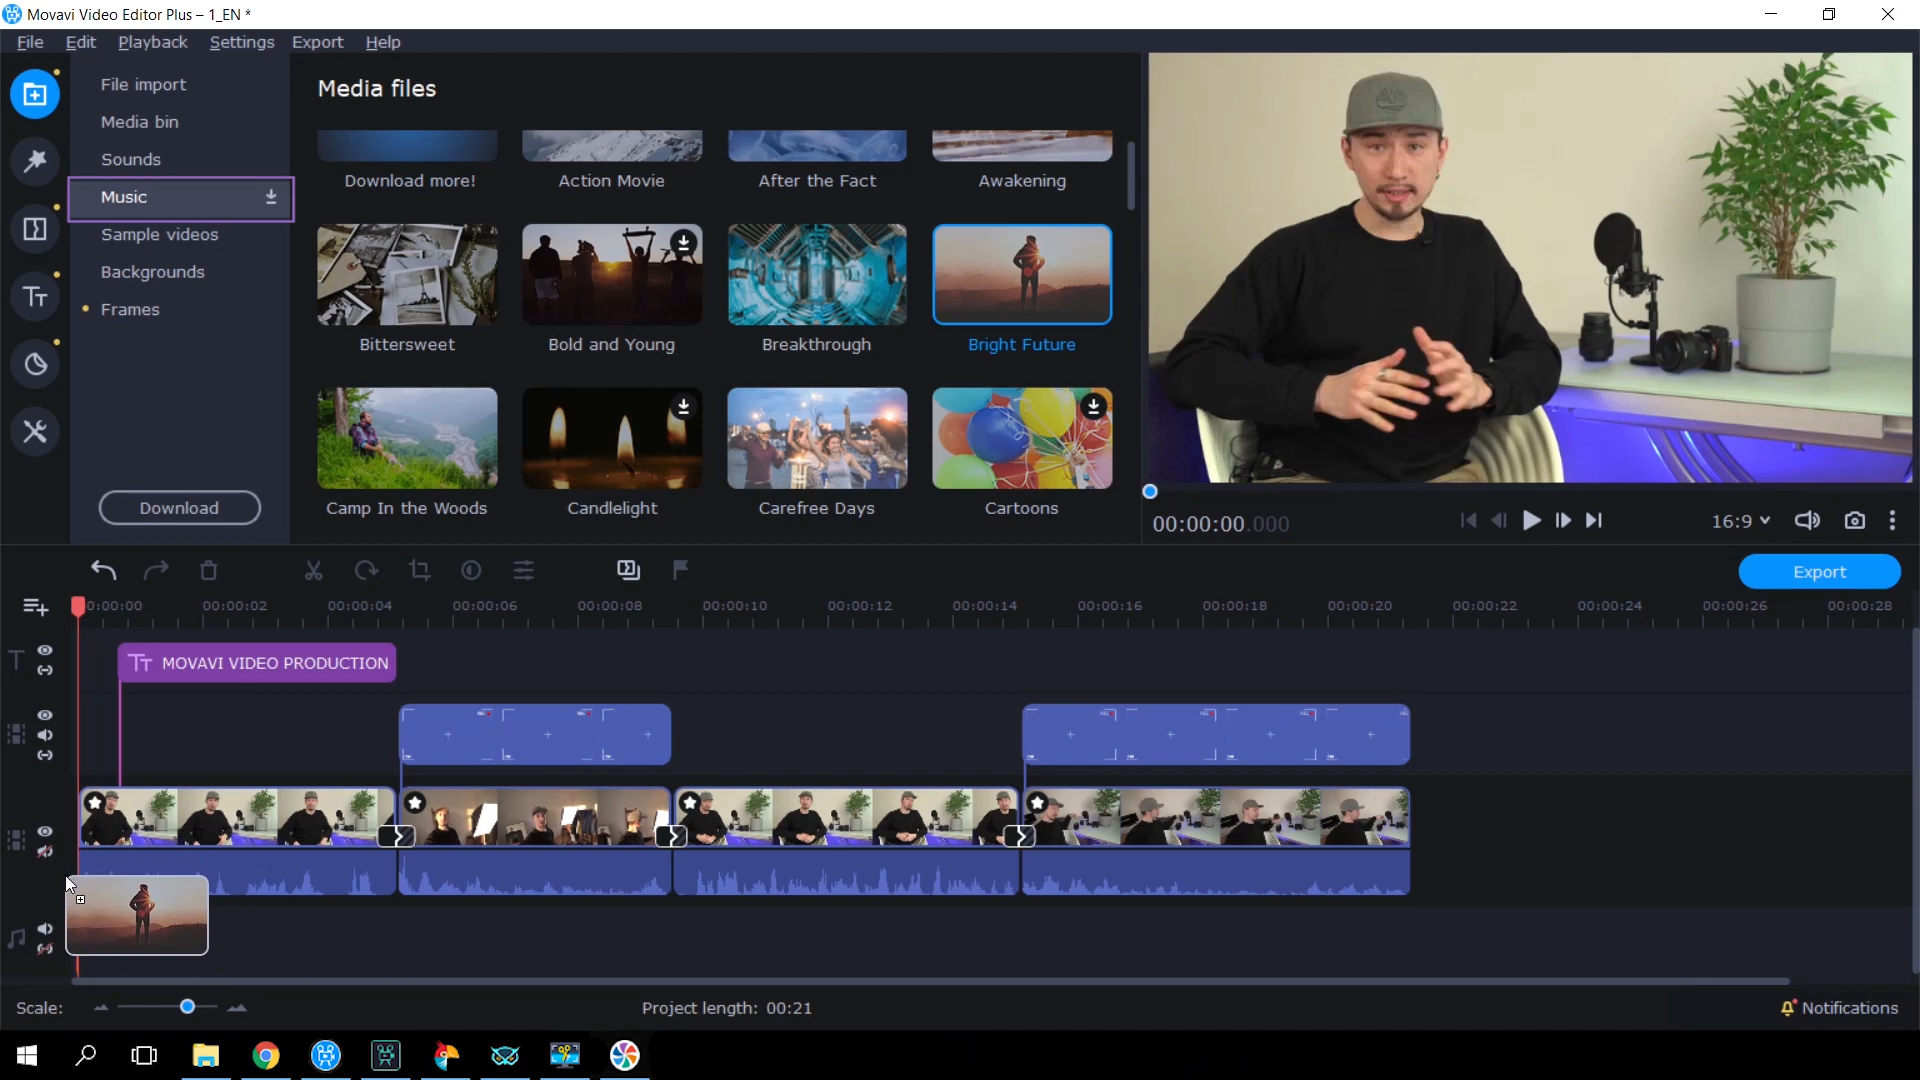 Movavi Video Editor Plus – 1_EN *
File Edit Playback Settings Export Help
File import
Media bin
Sounds
Music
Sample videos
Backgrounds
Frames
Download
Media files
Download more!
Action Movie
After the Fact
Awakening
Bittersweet
Bold and Young
Breakthrough
Bright Future
Camp In the Woods
Candlelight
Carefree Days
Cartoons
00:00:00.000
16:9
Export
0:00:00 00:00:02 00:00:04 00:00:06 00:00:08 00:00:10 00:00:12 00:00:14 00:00:16 00:00:18 00:00:20 00:00:22 00:00:24 00:00:26 00:00:28
MOVAVI VIDEO PRODUCTION
Scale:
Project length: 00:21
Notifications